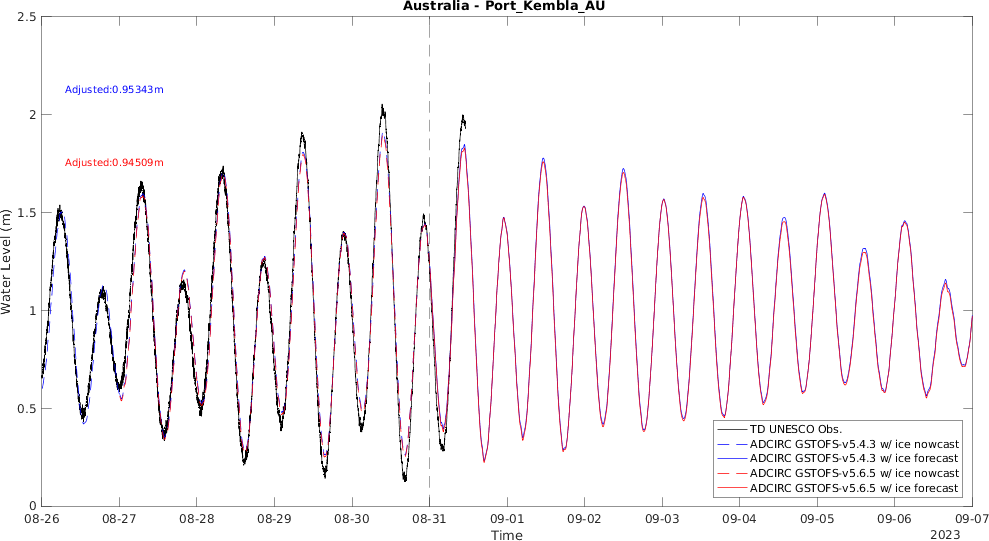 Australia - Port_Kembla_AU
2.5
2
1.5
1
0.5
0
Water Level (m)
Adjusted:0.95343m
Adjusted:0.94509m
TD UNESCO Obs.
ADCIRC GSTOFS-v5.4.3 w/ ice nowcast
ADCIRC GSTOFS-v5.4.3 w/ ice forecast
ADCIRC GSTOFS-v5.6.5 w/ ice nowcast
ADCIRC GSTOFS-v5.6.5 w/ ice forecast
08-26 08-27 08-28 08-29 08-30 08-31 09-01 09-02 09-03 09-04 09-05 09-06 09-07
Time
2023